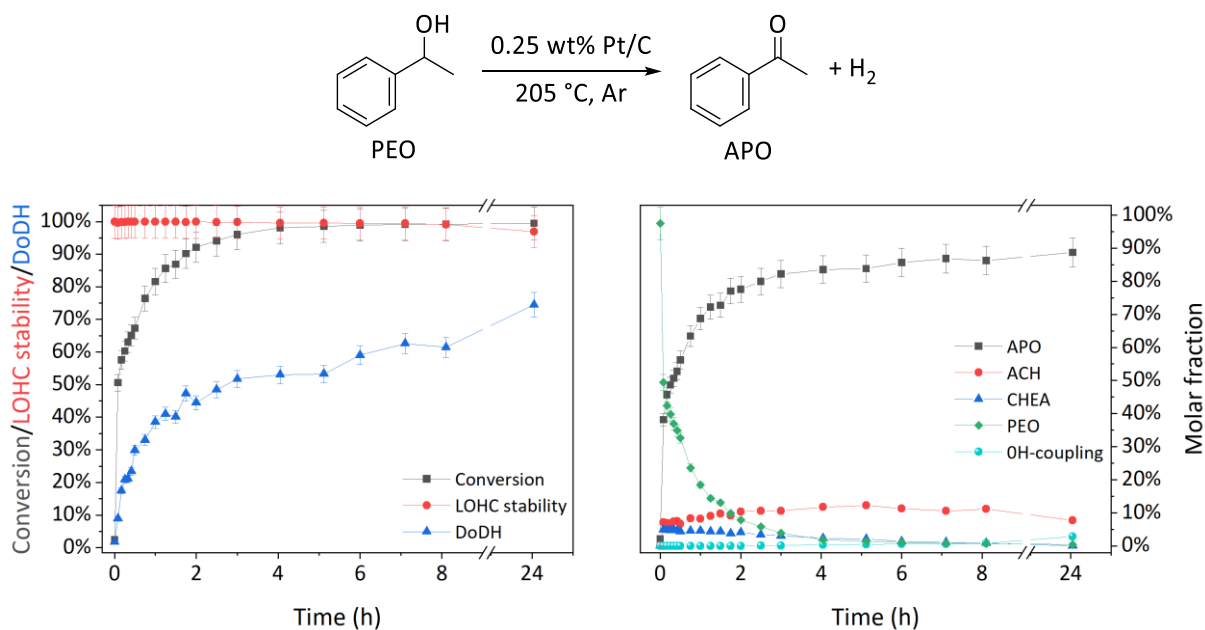 OH
0.25 wt% Pt/C
205 °C, Ar
PEO
O
APO
+ H₂
Conversion/LOHC stability/DoDH
100%
90%
80%
70%
60%
50%
40%
30%
20%
10%
0%
Conversion
LOHC stability
DoDH
0 2 4 6 8 24
Time (h)
APO
ACH
CHEA
PEO
0H-coupling
0 2 4 6 8 24
Time (h)
100%
90%
80%
70%
60%
50%
40%
30%
20%
10%
0%
Molar fraction